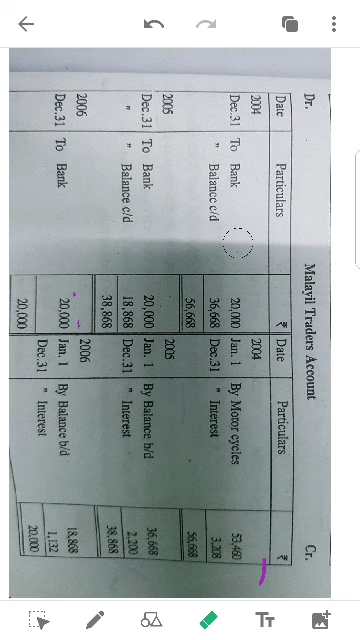 Dr. Malayil Traders Account Cr.
Date Particulars ₹ Date Particulars ₹
2004 2004
Dec.31 To Bank 20,000 Jan. 1 By Motor cycles 53,460
" " Balance c/d 36,668 Dec.31 " Interest 3,208
56,668 56,668
2005 2005
Dec.31 To Bank 20,000 Jan. 1 By Balance b/d 36,668
" " Balance c/d 18,868 Dec.31 " Interest 2,200
38,868 38,868
2006 2006
Dec.31 To Bank 20,000 Jan. 1 By Balance b/d 18,868
Dec.31 " Interest 1,132
20,000 20,000
TT